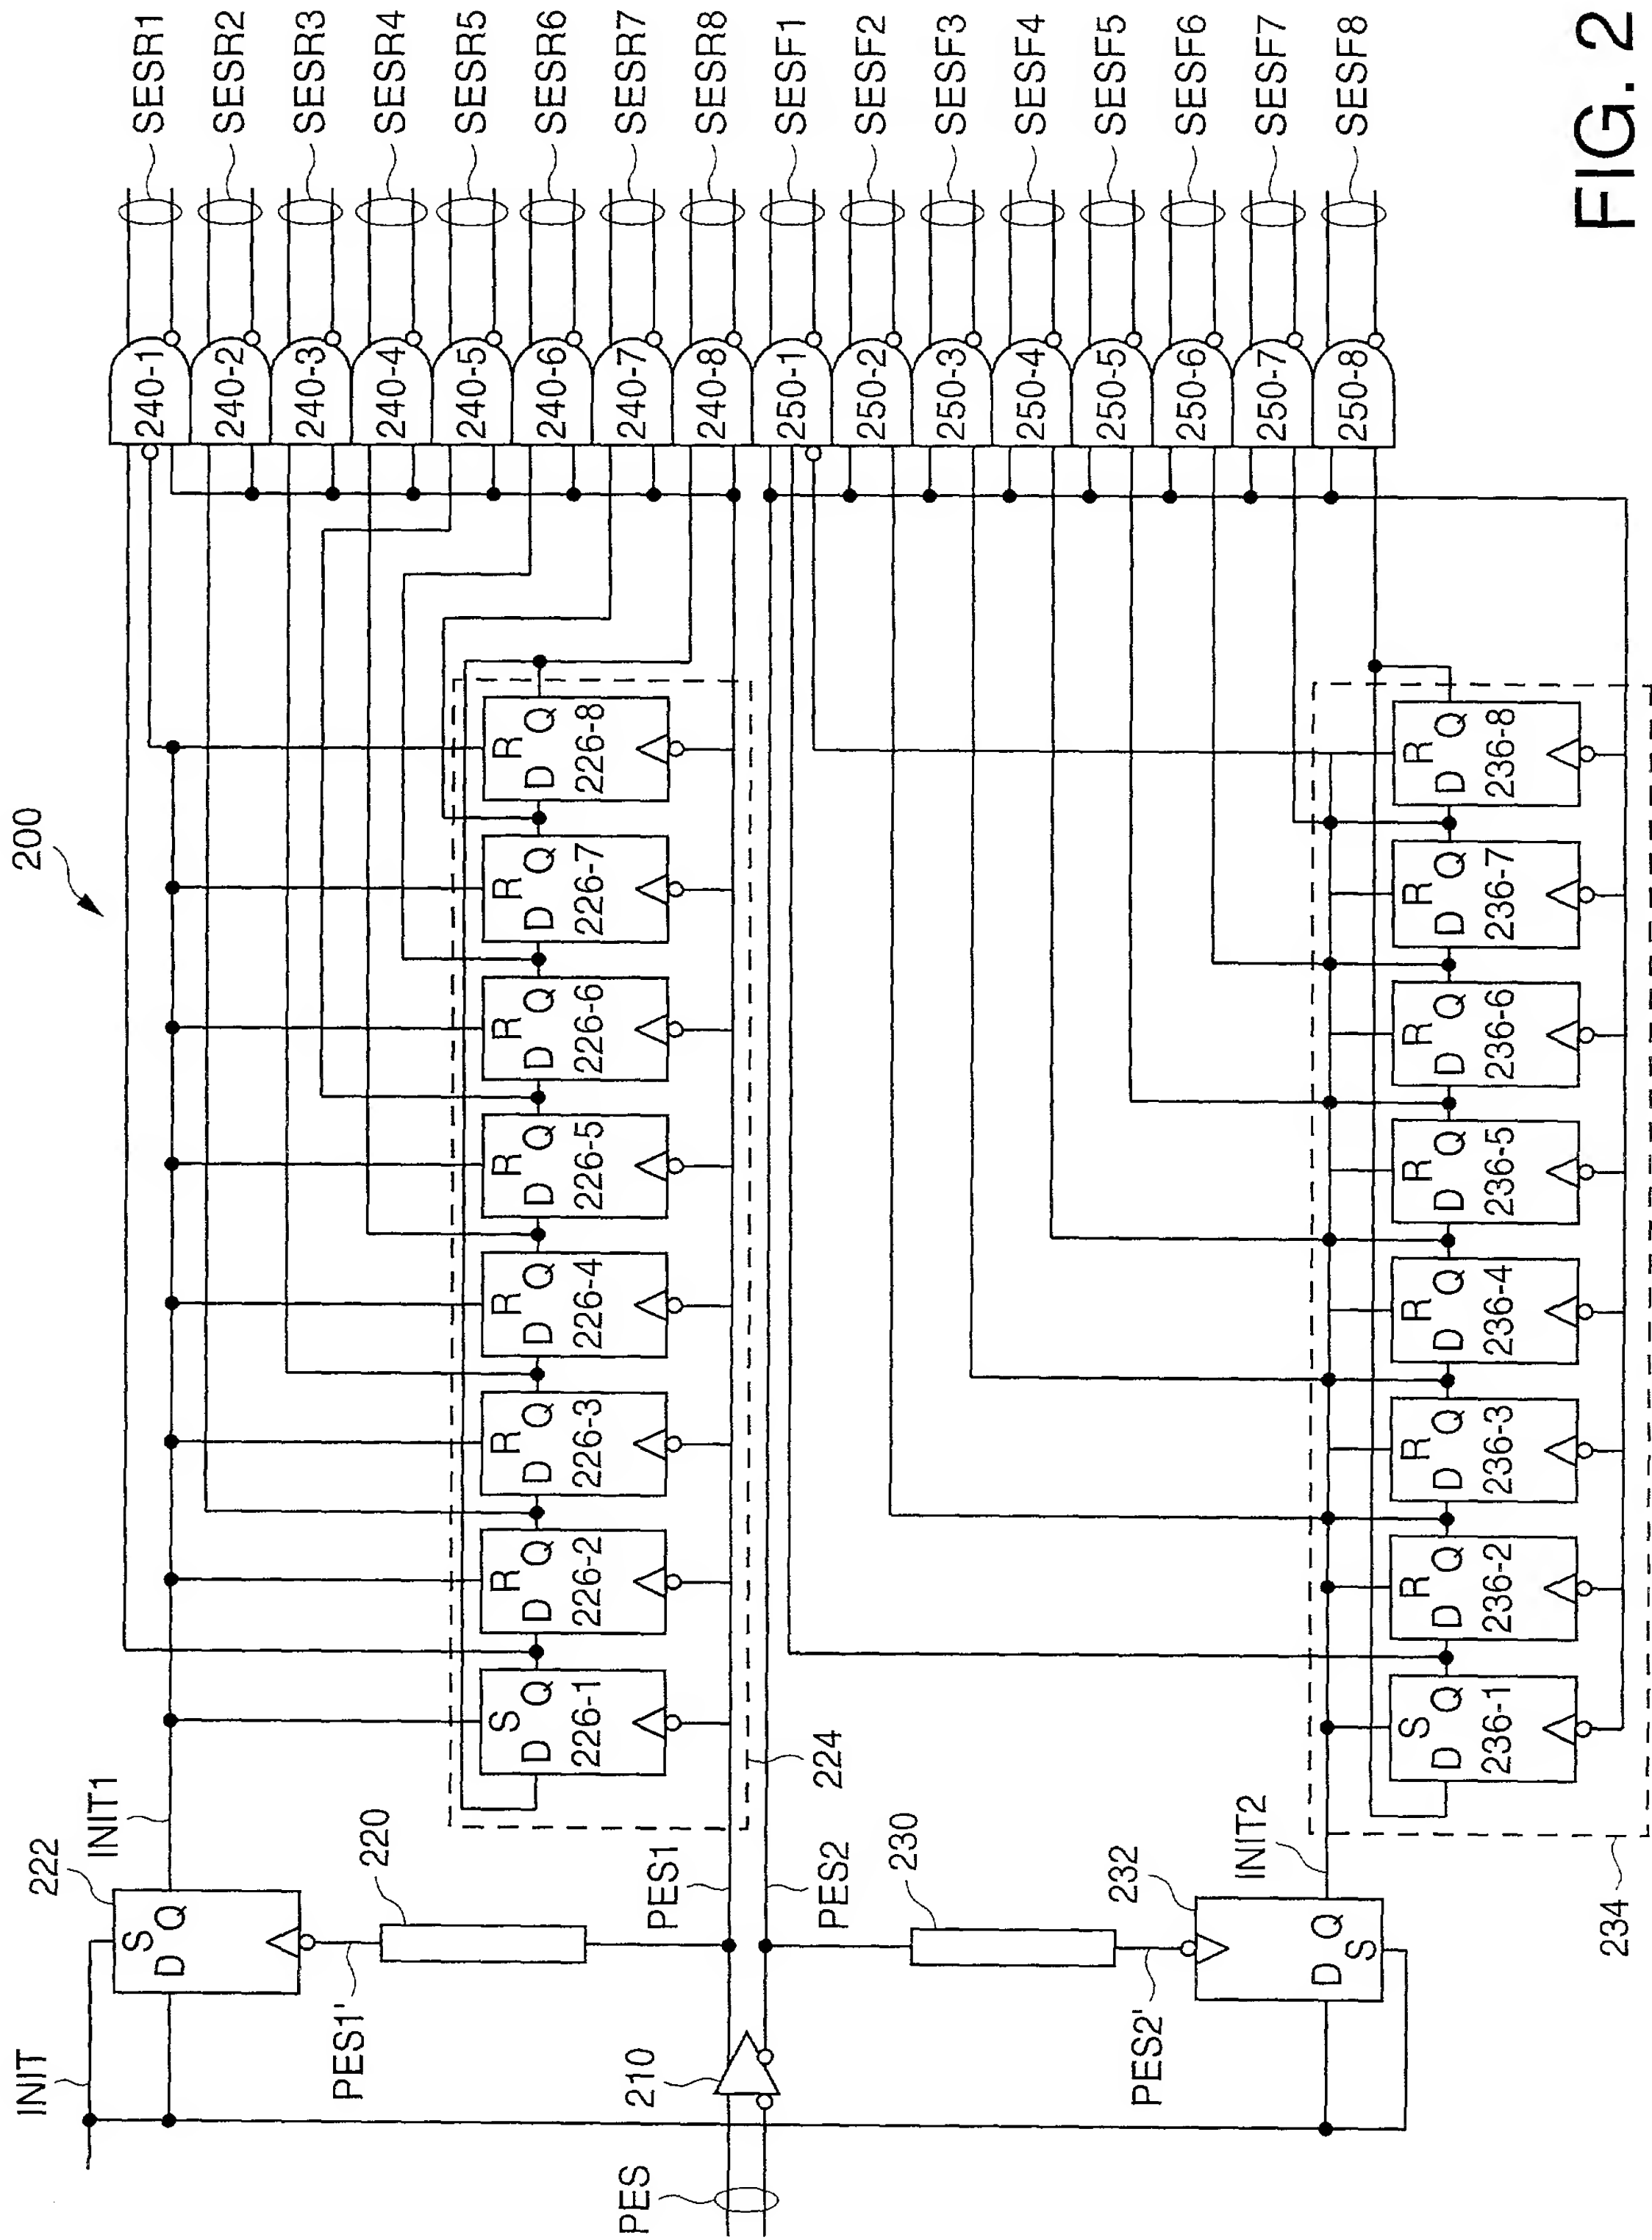 200
INIT
INIT1
222
S
D Q
PES1'
220
PES1
210
PES
PES2
230
PES2'
232
D Q
S
INIT2
224
S
D Q
226-1
R
D Q
226-2
R
D Q
226-3
R
D Q
226-4
R
D Q
226-5
R
D Q
226-6
R
D Q
226-7
R
D Q
226-8
234
S
D Q
236-1
R
D Q
236-2
R
D Q
236-3
R
D Q
236-4
R
D Q
236-5
R
D Q
236-6
R
D Q
236-7
R
D Q
236-8
240-1
240-2
240-3
240-4
240-5
240-6
240-7
240-8
250-1
250-2
250-3
250-4
250-5
250-6
250-7
250-8
SESR1
SESR2
SESR3
SESR4
SESR5
SESR6
SESR7
SESR8
SESF1
SESF2
SESF3
SESF4
SESF5
SESF6
SESF7
SESF8
FIG. 2